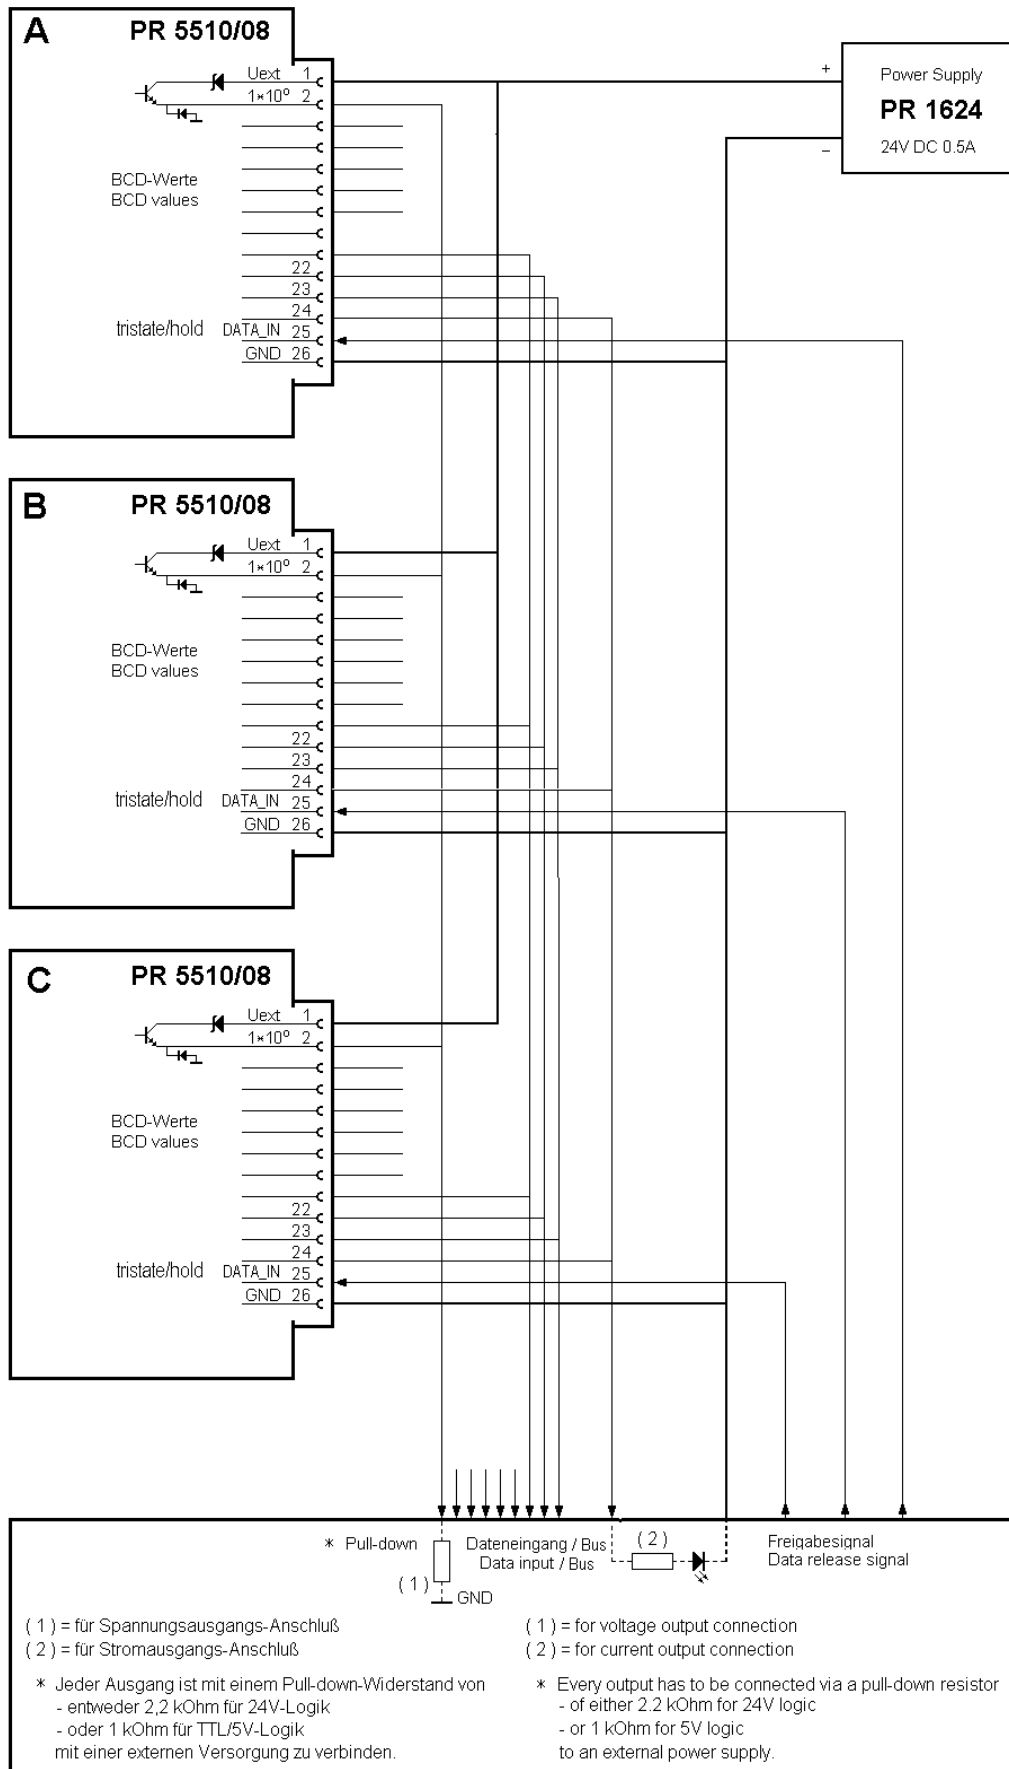 A PR 5510/08
Uext 1
1*10º 2
BCD-Werte
BCD values
22
23
24
tristate/hold DATA_IN 25
GND 26
+
Power Supply
PR 1624
24V DC 0.5A
−
B PR 5510/08
Uext 1
1*10º 2
BCD-Werte
BCD values
22
23
24
tristate/hold DATA_IN 25
GND 26
C PR 5510/08
Uext 1
1*10º 2
BCD-Werte
BCD values
22
23
24
tristate/hold DATA_IN 25
GND 26
* Pull-down
( 1 )
GND
Dateneingang / Bus
Data input / Bus
( 2 )
Freigabesignal
Data release signal
( 1 ) = für Spannungsausgangs-Anschluß
( 2 ) = für Stromausgangs-Anschluß
* Jeder Ausgang ist mit einem Pull-down-Widerstand von
- entweder 2,2 kOhm für 24V-Logik
- oder 1 kOhm für TTL/5V-Logik
mit einer externen Versorgung zu verbinden.
( 1 ) = for voltage output connection
( 2 ) = for current output connection
* Every output has to be connected via a pull-down resistor
- of either 2.2 kOhm for 24V logic
- or 1 kOhm for 5V logic
to an external power supply.